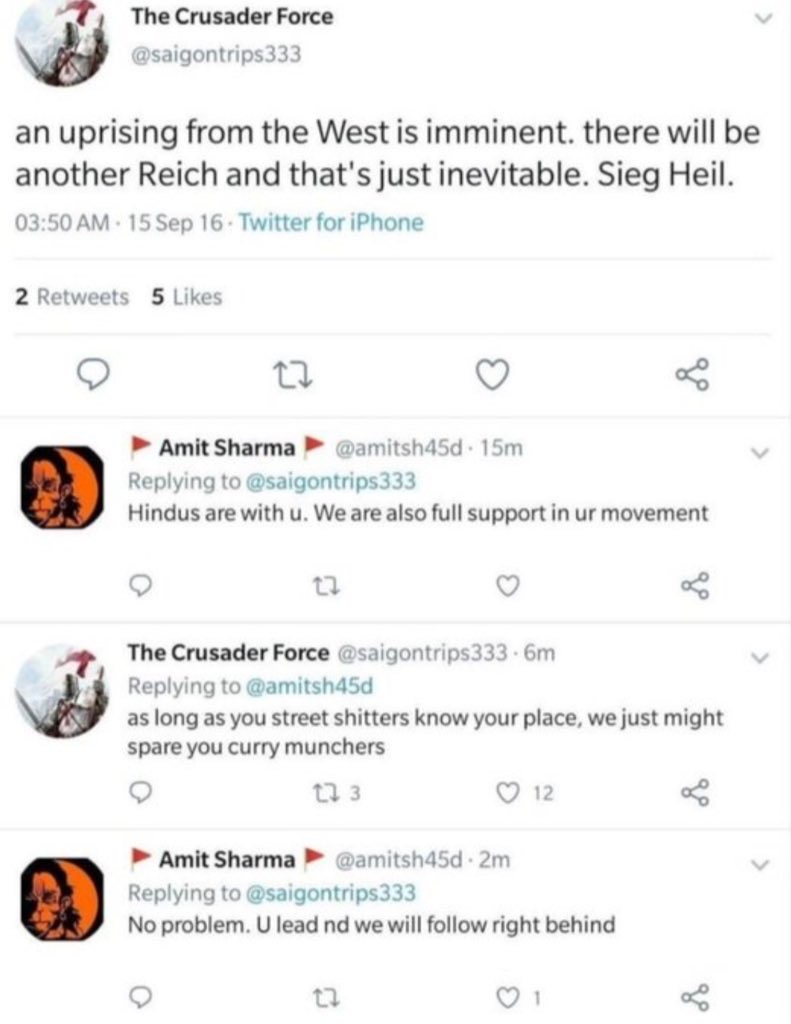 The Crusader Force
@saigontrips333
an uprising from the West is imminent. there will be
another Reich and that's just inevitable. Sieg Heil.
03:50 AM · 15 Sep 16 · Twitter for iPhone
2 Retweets 5 Likes
Amit Sharma @amitsh45d · 15m
Replying to @saigontrips333
Hindus are with u. We are also full support in ur movement
The Crusader Force @saigontrips333 · 6m
Replying to @amitsh45d
as long as you street shitters know your place, we just might
spare you curry munchers
3 12
Amit Sharma @amitsh45d · 2m
Replying to @saigontrips333
No problem. U lead nd we will follow right behind
1